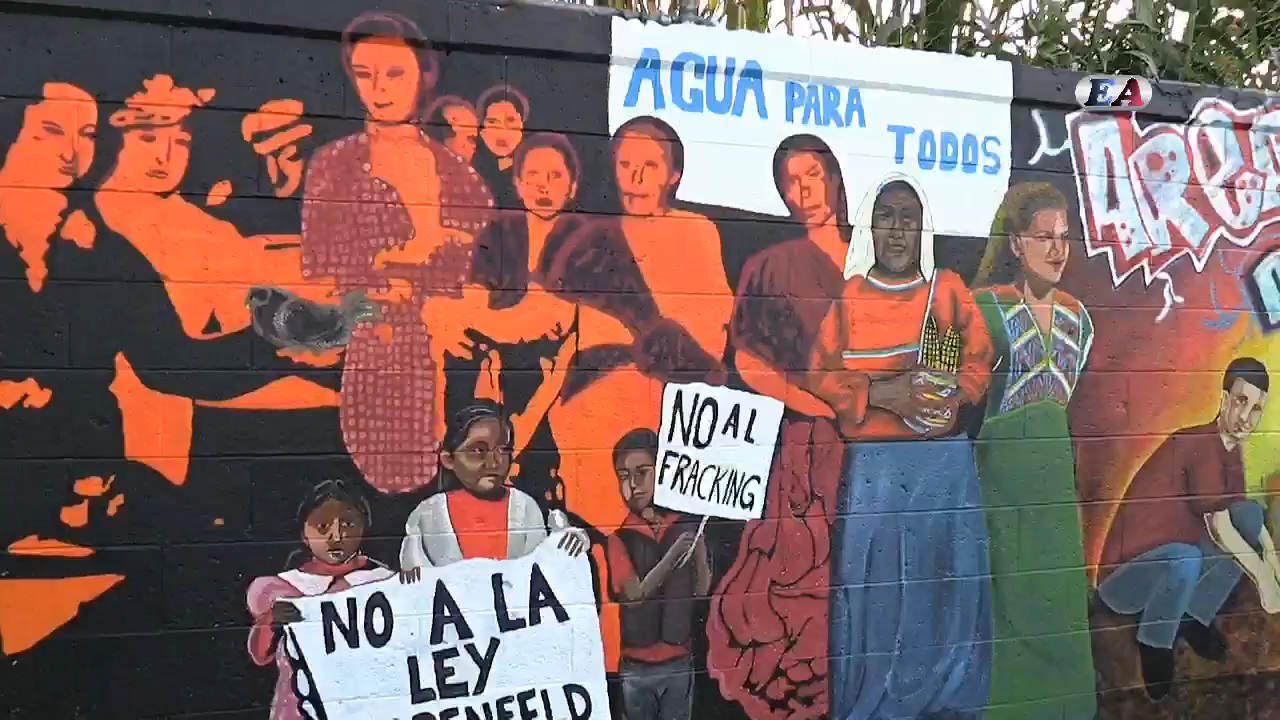 AGUA PARA
TODOS
EA
NO AL
FRACKING
NO A LA
LEY